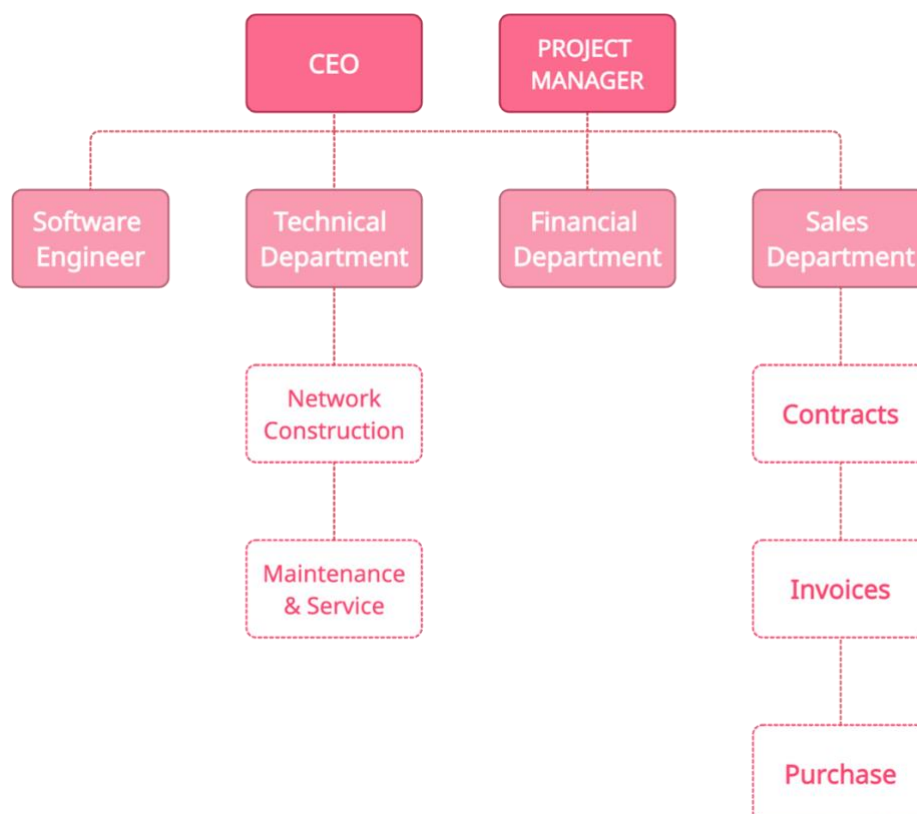 CEO
PROJECT
MANAGER
Software
Engineer
Technical
Department
Financial
Department
Sales
Department
Network
Construction
Contracts
Maintenance
& Service
Invoices
Purchase